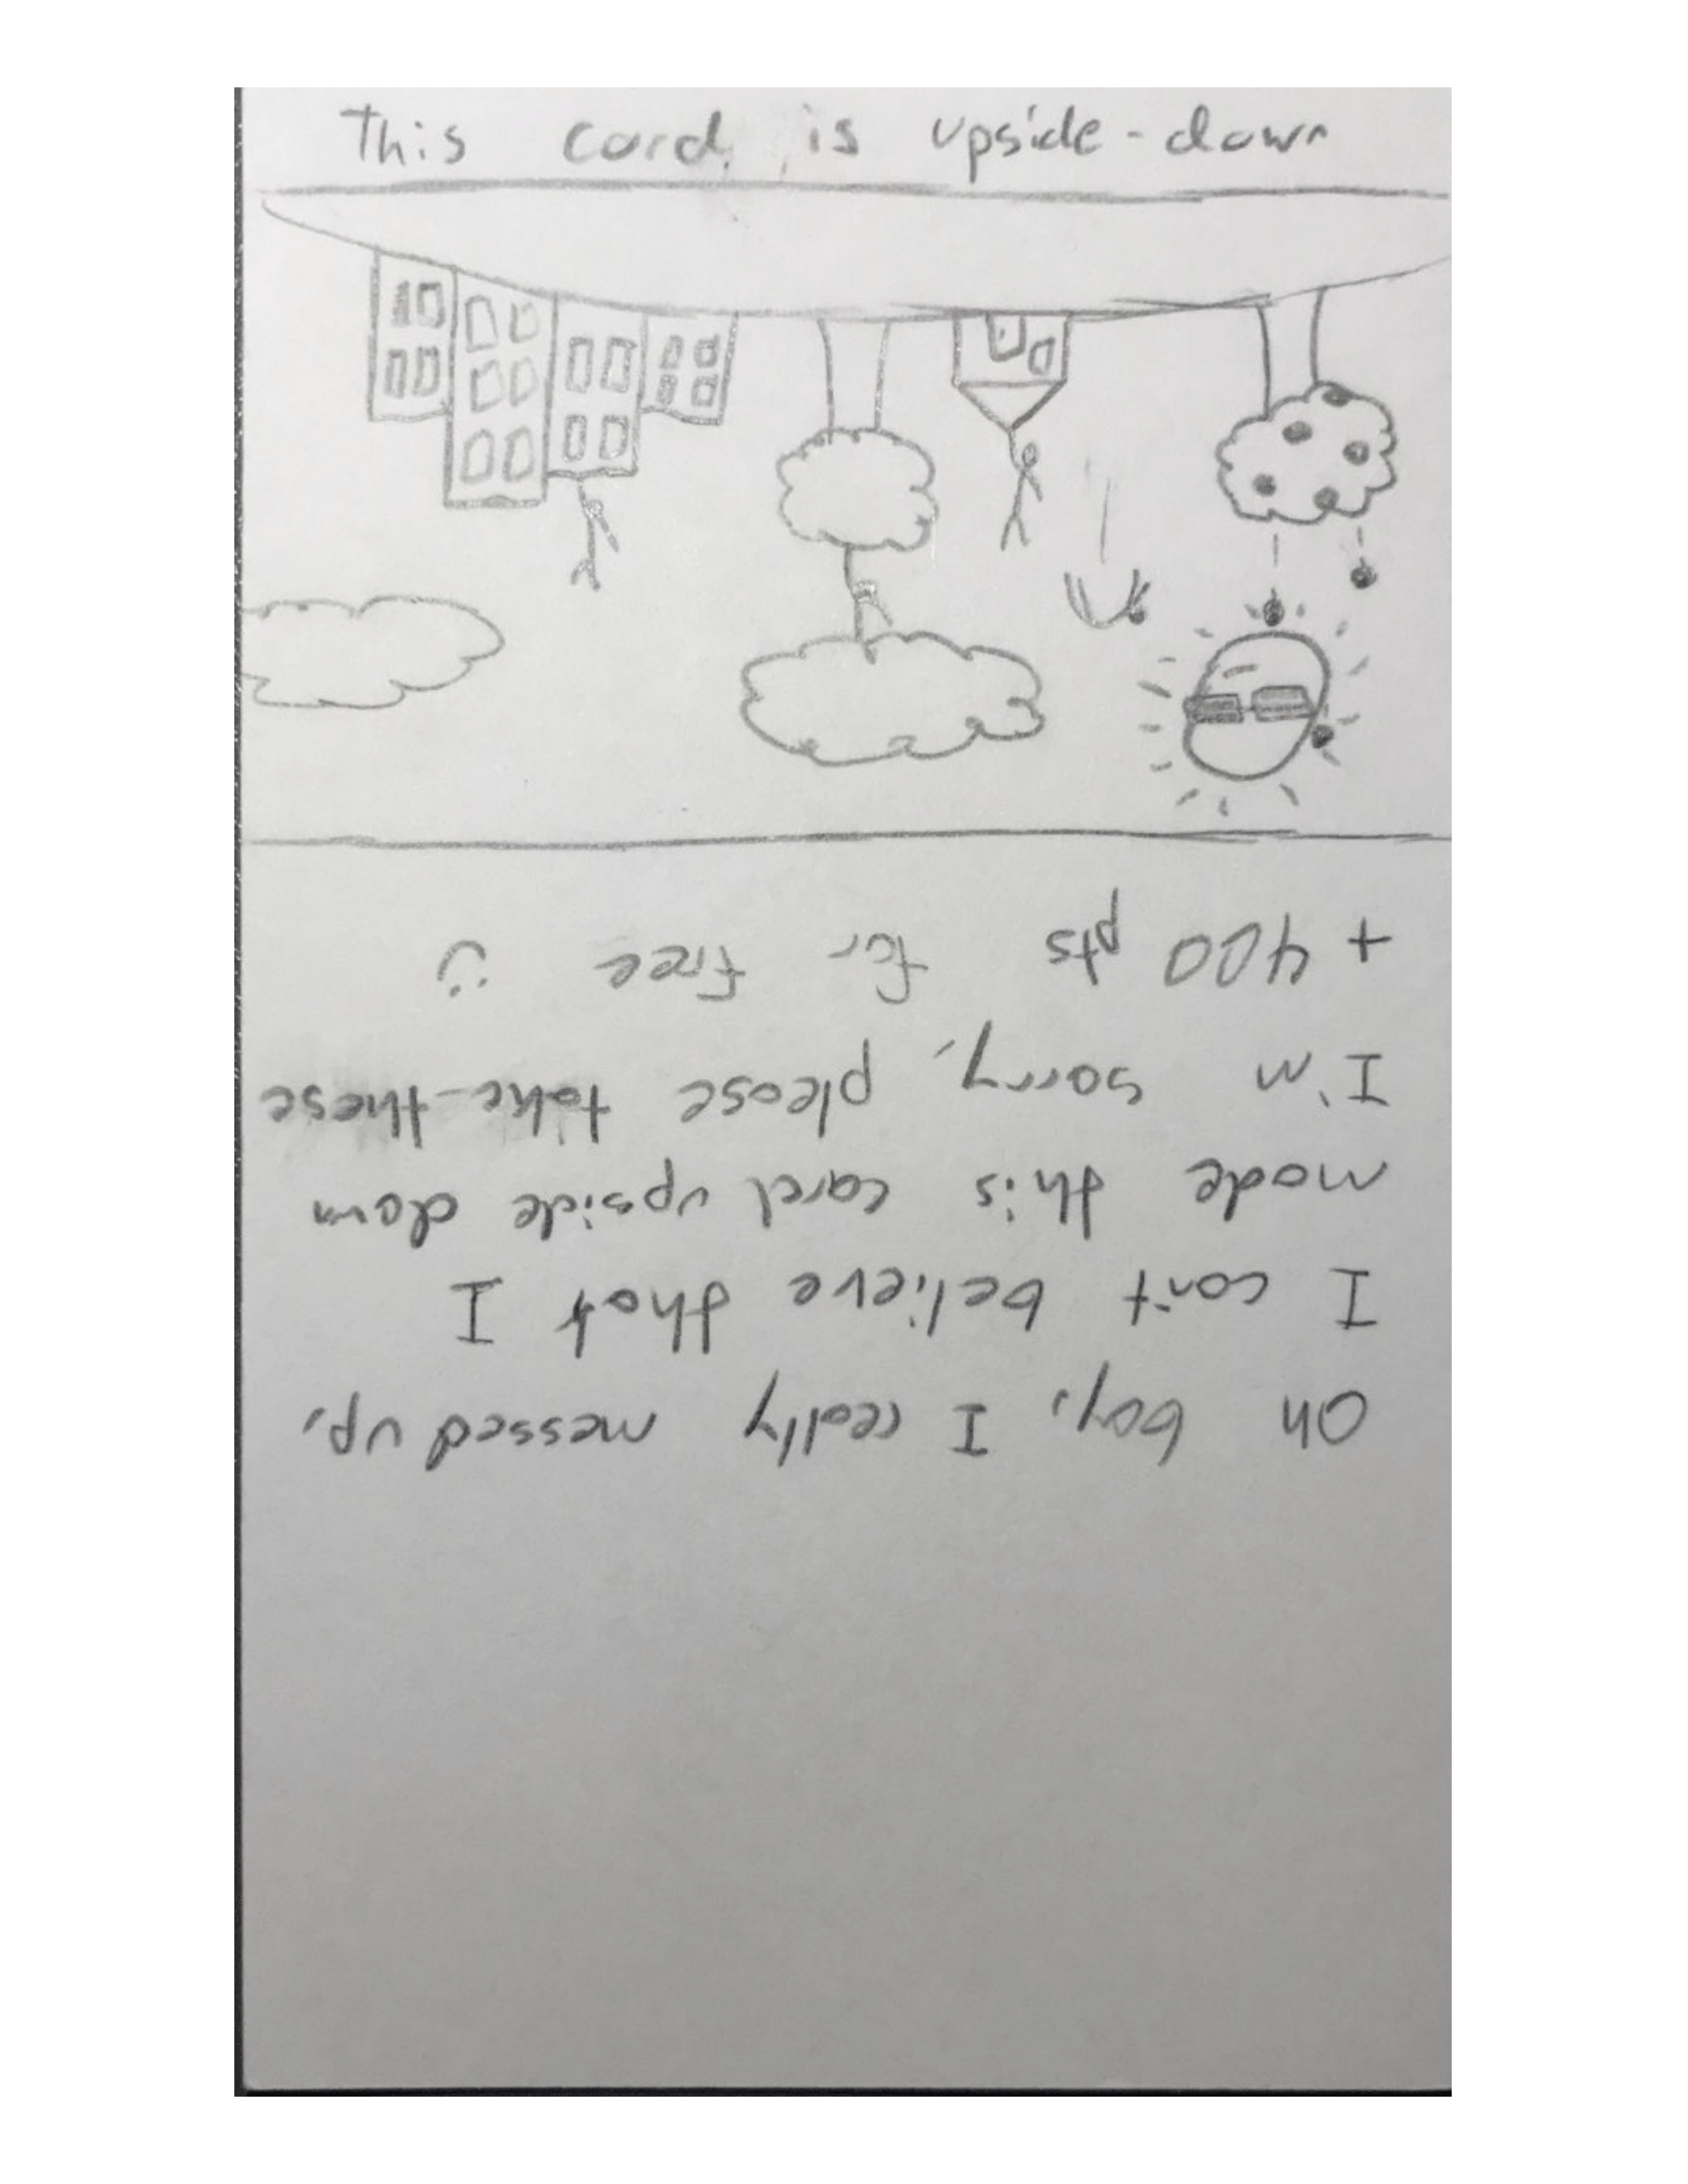 This card is upside-down
Oh boy, I really messed up,
I can't believe that I
made this card upside down
I'm sorry, please take these
+ 400 pts for free :)